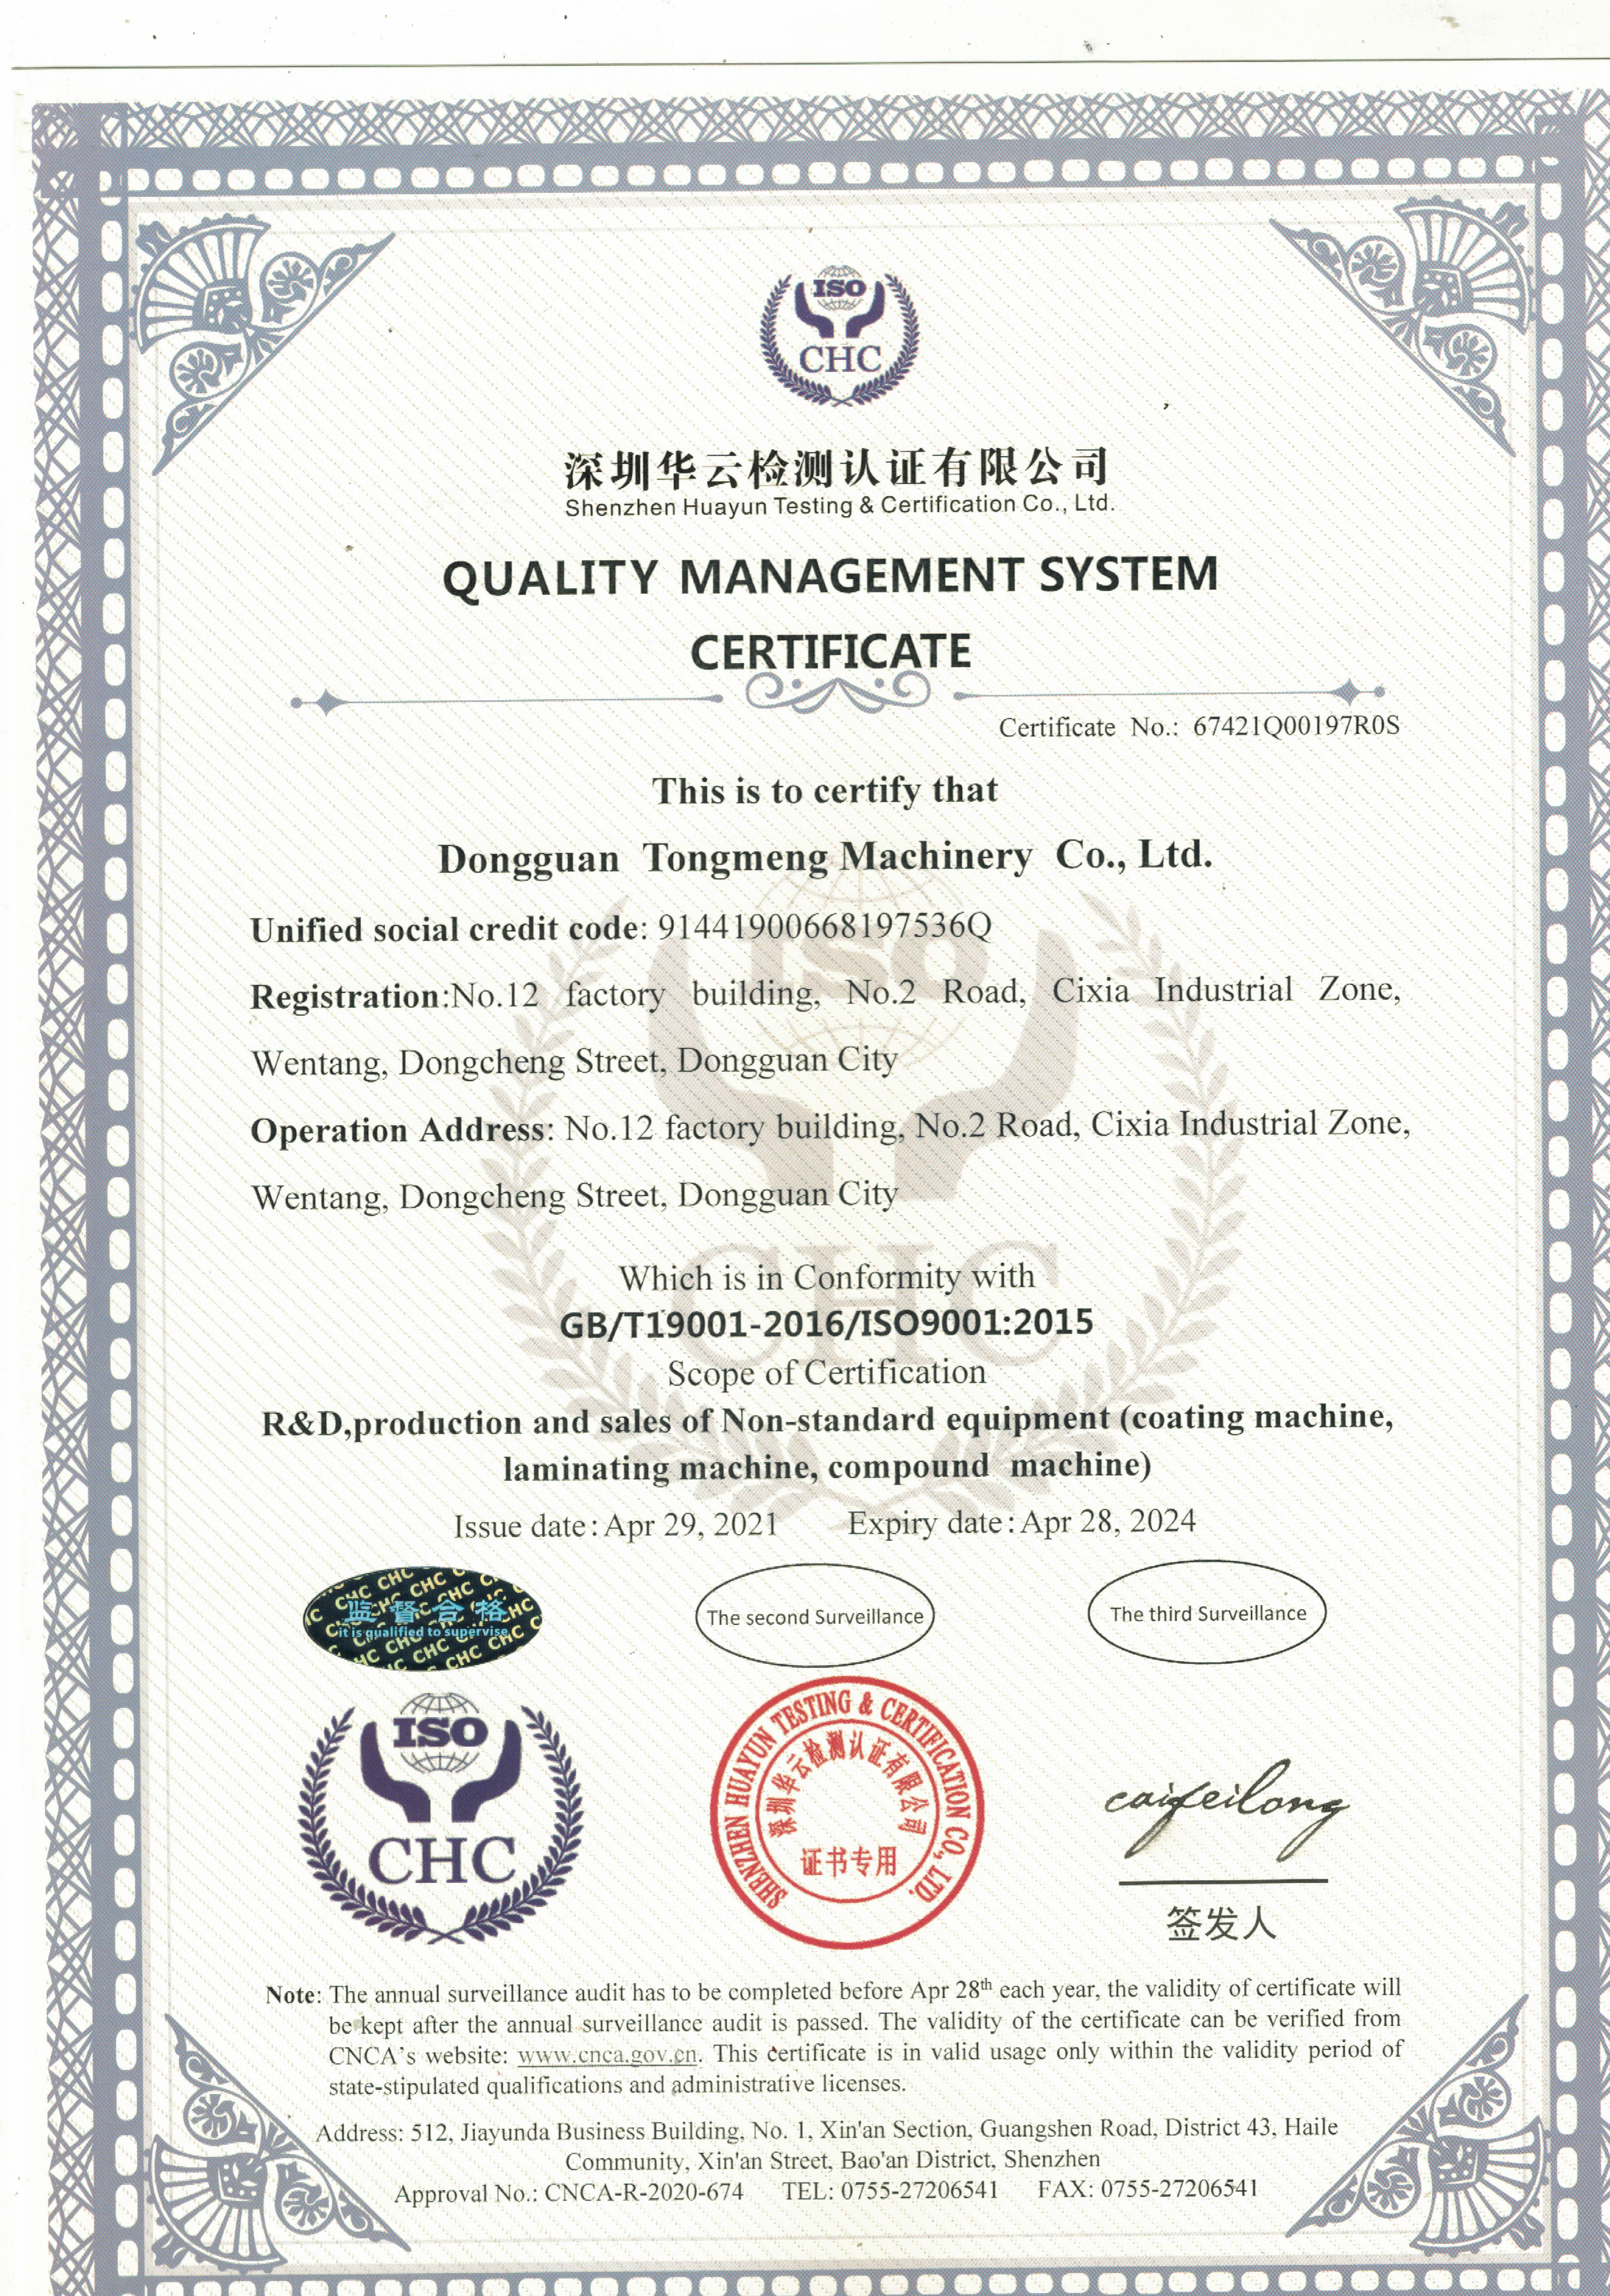 ISO
CHC
深圳华云检测认证有限公司
Shenzhen Huayun Testing & Certification Co., Ltd.
QUALITY MANAGEMENT SYSTEM
CERTIFICATE
Certificate No.: 67421Q00197R0S
This is to certify that
Dongguan Tongmeng Machinery Co., Ltd.
Unified social credit code: 91441900668197536Q
Registration:No.12 factory building, No.2 Road, Cixia Industrial Zone,
Wentang, Dongcheng Street, Dongguan City
Operation Address: No.12 factory building, No.2 Road, Cixia Industrial Zone,
Wentang, Dongcheng Street, Dongguan City
Which is in Conformity with
GB/T19001-2016/ISO9001:2015
Scope of Certification
R&D,production and sales of Non-standard equipment (coating machine,
laminating machine, compound machine)
Issue date: Apr 29, 2021 Expiry date: Apr 28, 2024
监督合格
it is qualified to supervise
The second Surveillance
The third Surveillance
ISO
CHC
SHENZHEN HUAYUN TESTING & CERTIFICATION CO., LTD.
深圳华云检测认证有限公司
证书专用
caifeilong
签发人
Note: The annual surveillance audit has to be completed before Apr 28th each year, the validity of certificate will
be kept after the annual surveillance audit is passed. The validity of the certificate can be verified from
CNCA's website: www.cnca.gov.cn. This certificate is in valid usage only within the validity period of
state-stipulated qualifications and administrative licenses.
Address: 512, Jiayunda Business Building, No. 1, Xin'an Section, Guangshen Road, District 43, Haile
Community, Xin'an Street, Bao'an District, Shenzhen
Approval No.: CNCA-R-2020-674 TEL: 0755-27206541 FAX: 0755-27206541